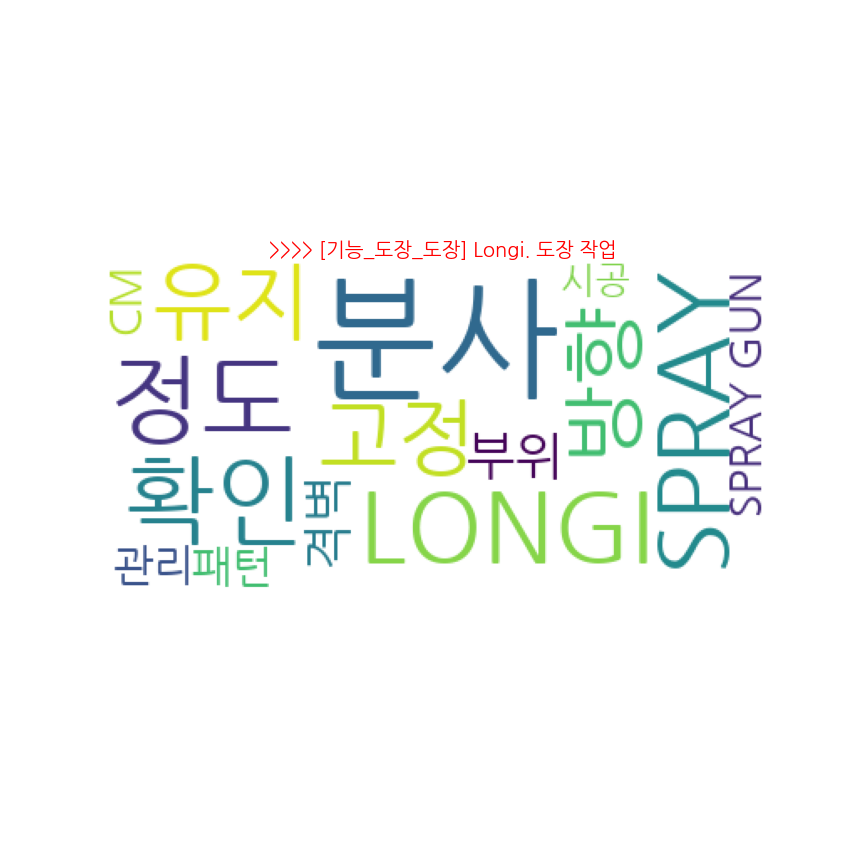 >>>> [기능_도장_도장] Longi. 도장 작업
CM
유지
분사
시공
방향
SPRAY
SPRAY GUN
정도
고정
부위
확인
격벽
LONGI
관리
패턴